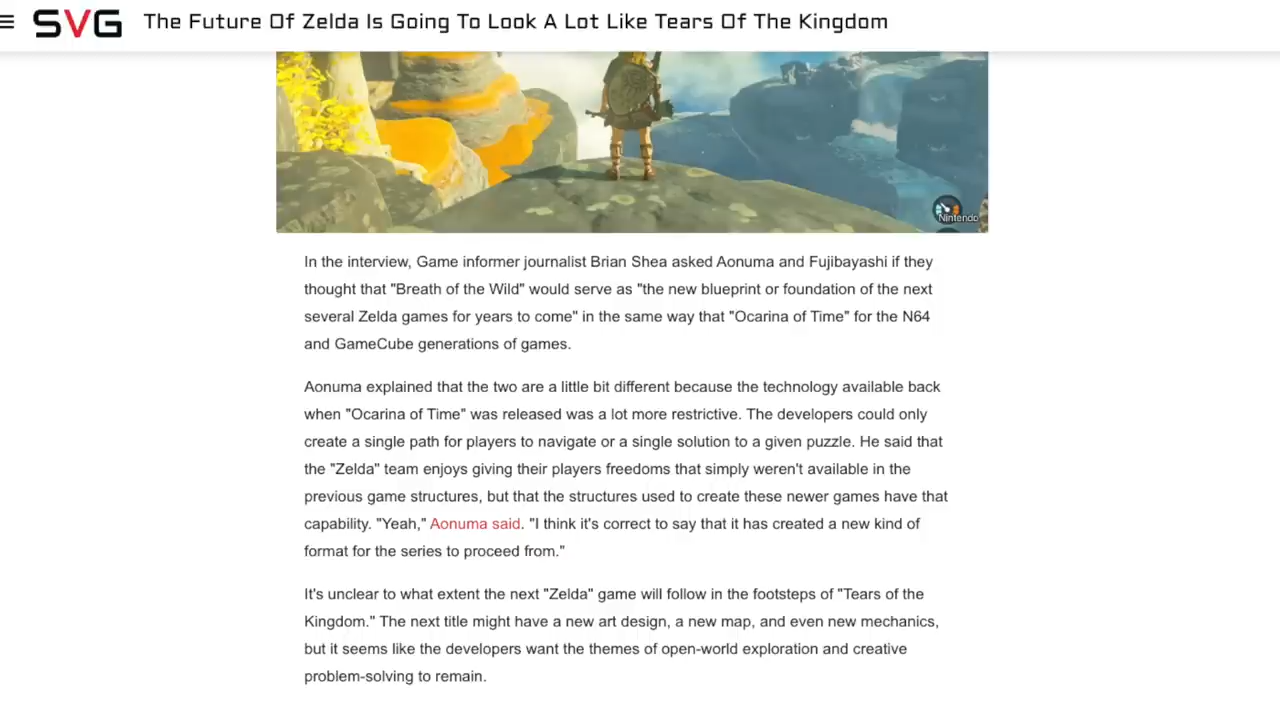 SVG The Future Of Zelda Is Going To Look A Lot Like Tears Of The Kingdom
Nintendo
In the interview, Game informer journalist Brian Shea asked Aonuma and Fujibayashi if they
thought that "Breath of the Wild" would serve as "the new blueprint or foundation of the next
several Zelda games for years to come" in the same way that "Ocarina of Time" for the N64
and GameCube generations of games.
Aonuma explained that the two are a little bit different because the technology available back
when "Ocarina of Time" was released was a lot more restrictive. The developers could only
create a single path for players to navigate or a single solution to a given puzzle. He said that
the "Zelda" team enjoys giving their players freedoms that simply weren't available in the
previous game structures, but that the structures used to create these newer games have that
capability. "Yeah," Aonuma said. "I think it's correct to say that it has created a new kind of
format for the series to proceed from."
It's unclear to what extent the next "Zelda" game will follow in the footsteps of "Tears of the
Kingdom." The next title might have a new art design, a new map, and even new mechanics,
but it seems like the developers want the themes of open-world exploration and creative
problem-solving to remain.